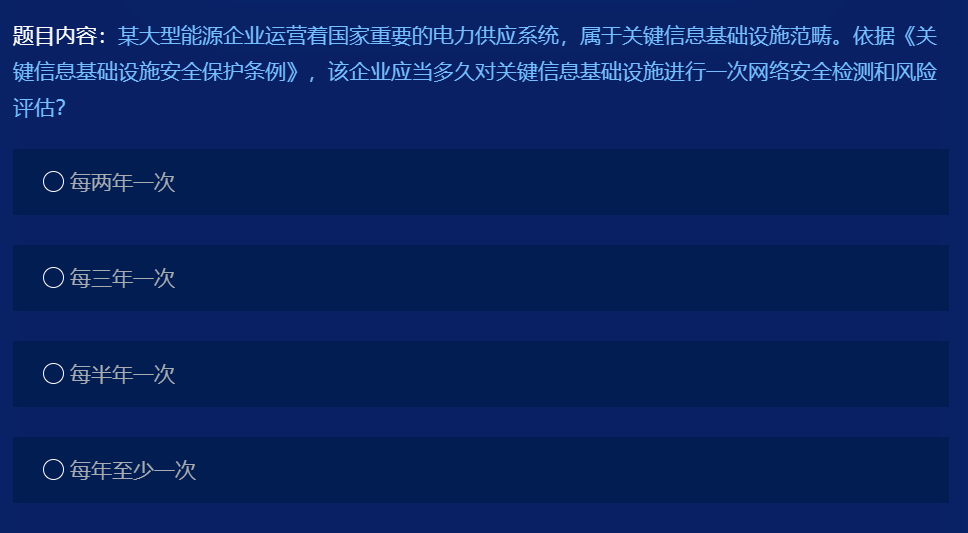 题目内容：某大型能源企业运营着国家重要的电力供应系统，属于关键信息基础设施范畴。依据《关
键信息基础设施安全保护条例》，该企业应当多久对关键信息基础设施进行一次网络安全检测和风险
评估？
每两年一次
每三年一次
每半年一次
每年至少一次